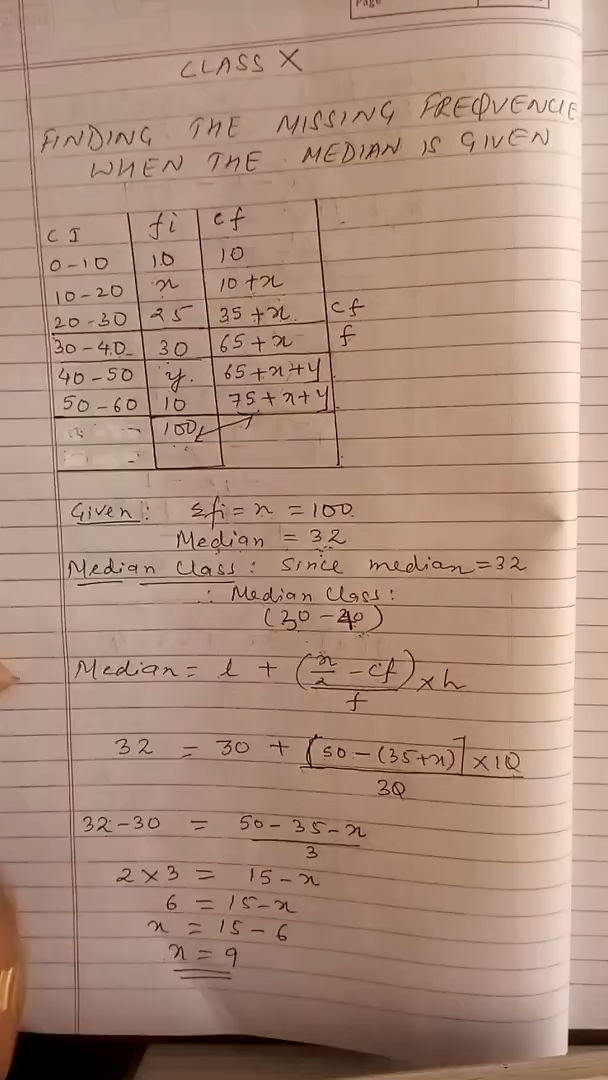 Page
CLASS X
FINDING THE MISSING FREQUENCIE
WHEN THE MEDIAN IS GIVEN
CI fi cf
0-10 10 10
10-20 x 10+x
20-30 25 35+x cf
30-40 30 65+x f
40-50 y. 65+x+y
50-60 10 75+x+y
100
Given: Σfi = n = 100.
Median = 32
Median Class: Since median = 32
∴ Median Class:
(30-40)
Median = l + (n/2 - cf)/f × h
32 = 30 + [50-(35+x)]/30 × 10
32-30 = (50-35-x)/3
2×3 = 15-x
6 = 15-x
x = 15-6
x = 9